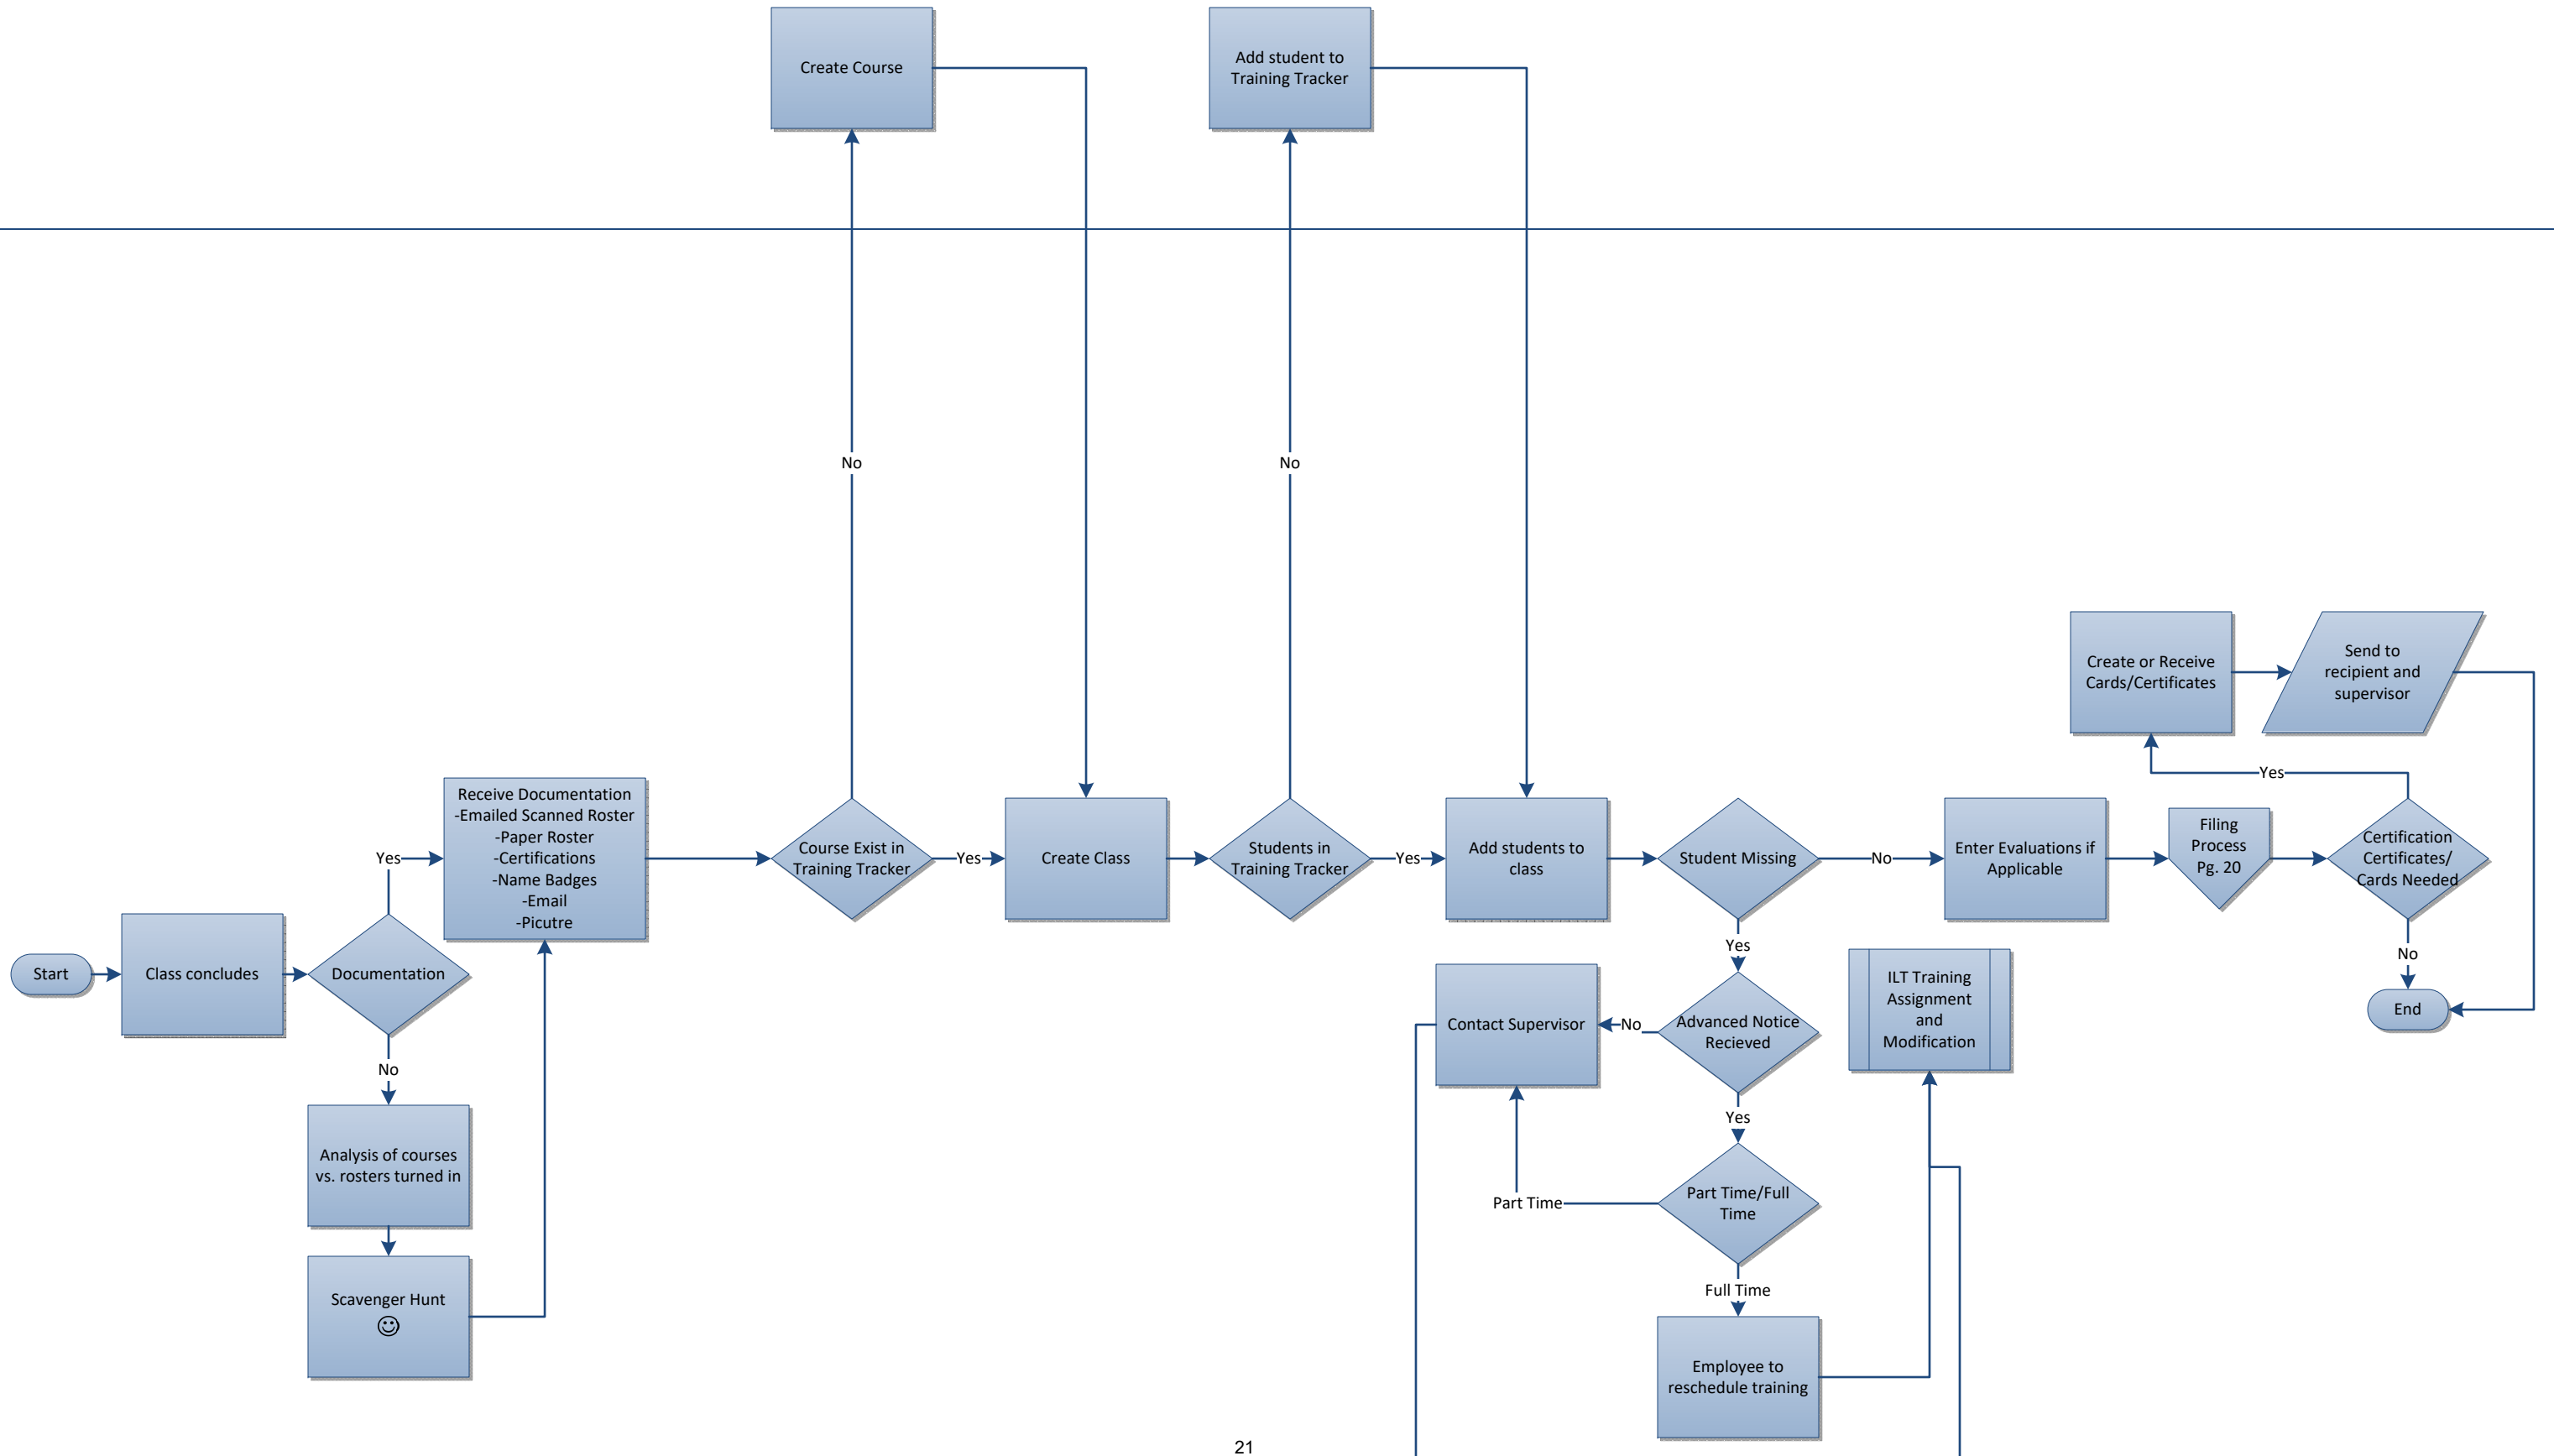 Create Course
Add student to
Training Tracker
No
No
Create or Receive
Cards/Certificates
Send to
recipient and
supervisor
Yes
Receive Documentation
-Emailed Scanned Roster
-Paper Roster
-Certifications
-Name Badges
-Email
-Picutre
Yes
Course Exist in
Training Tracker
Yes
Create Class
Students in
Training Tracker
Yes
Add students to
class
Student Missing
No
Enter Evaluations if
Applicable
Filing
Process
Pg. 20
Certification
Certificates/
Cards Needed
Start
Class concludes
Documentation
Yes
No
End
Contact Supervisor
No
Advanced Notice
Recieved
ILT Training
Assignment
and
Modification
No
Yes
Analysis of courses
vs. rosters turned in
Part Time
Part Time/Full
Time
Full Time
Scavenger Hunt
☺
Employee to
reschedule training
21